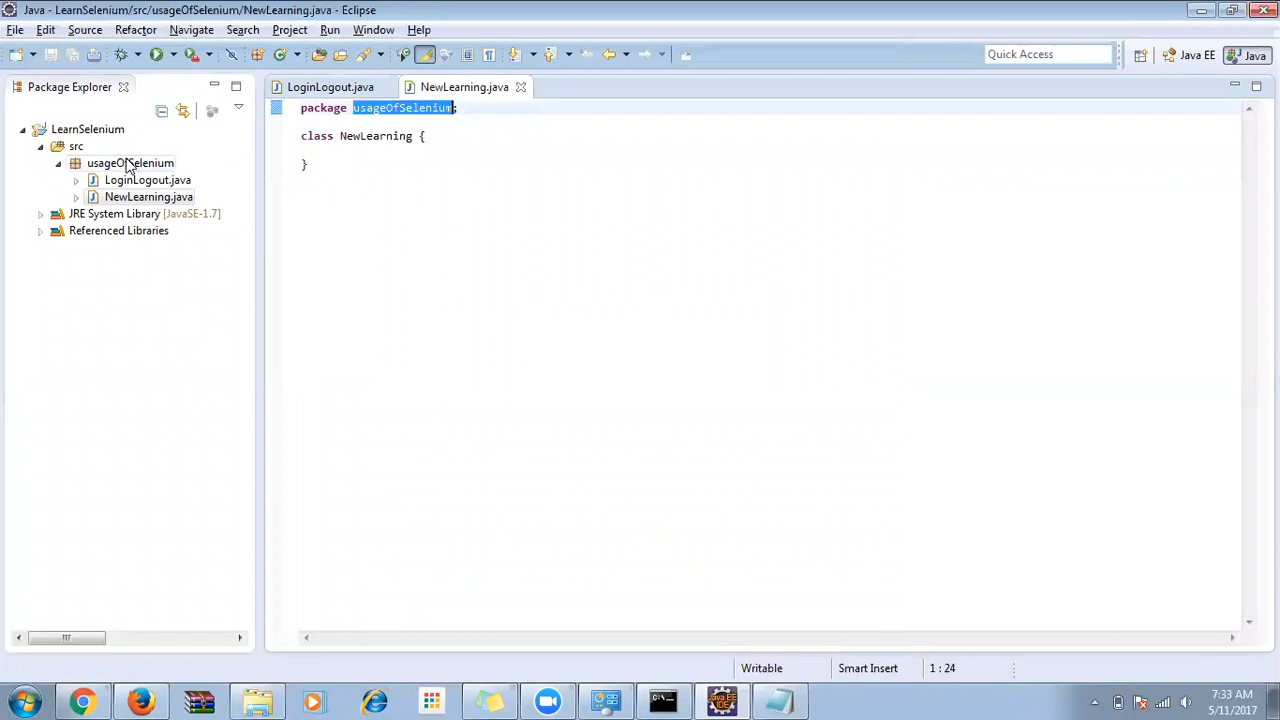 Java - LearnSelenium/src/usageOfSelenium/NewLearning.java - Eclipse
File Edit Source Refactor Navigate Search Project Run Window Help
Quick Access
Java EE
Java
Package Explorer
LoginLogout.java
NewLearning.java
LearnSelenium
src
usageOfSelenium
LoginLogout.java
NewLearning.java
JRE System Library [JavaSE-1.7]
Referenced Libraries
package usageOfSelenium;
class NewLearning {
}
Writable
Smart Insert
1 : 24
Java EE
IDE
7:33 AM
5/11/2017